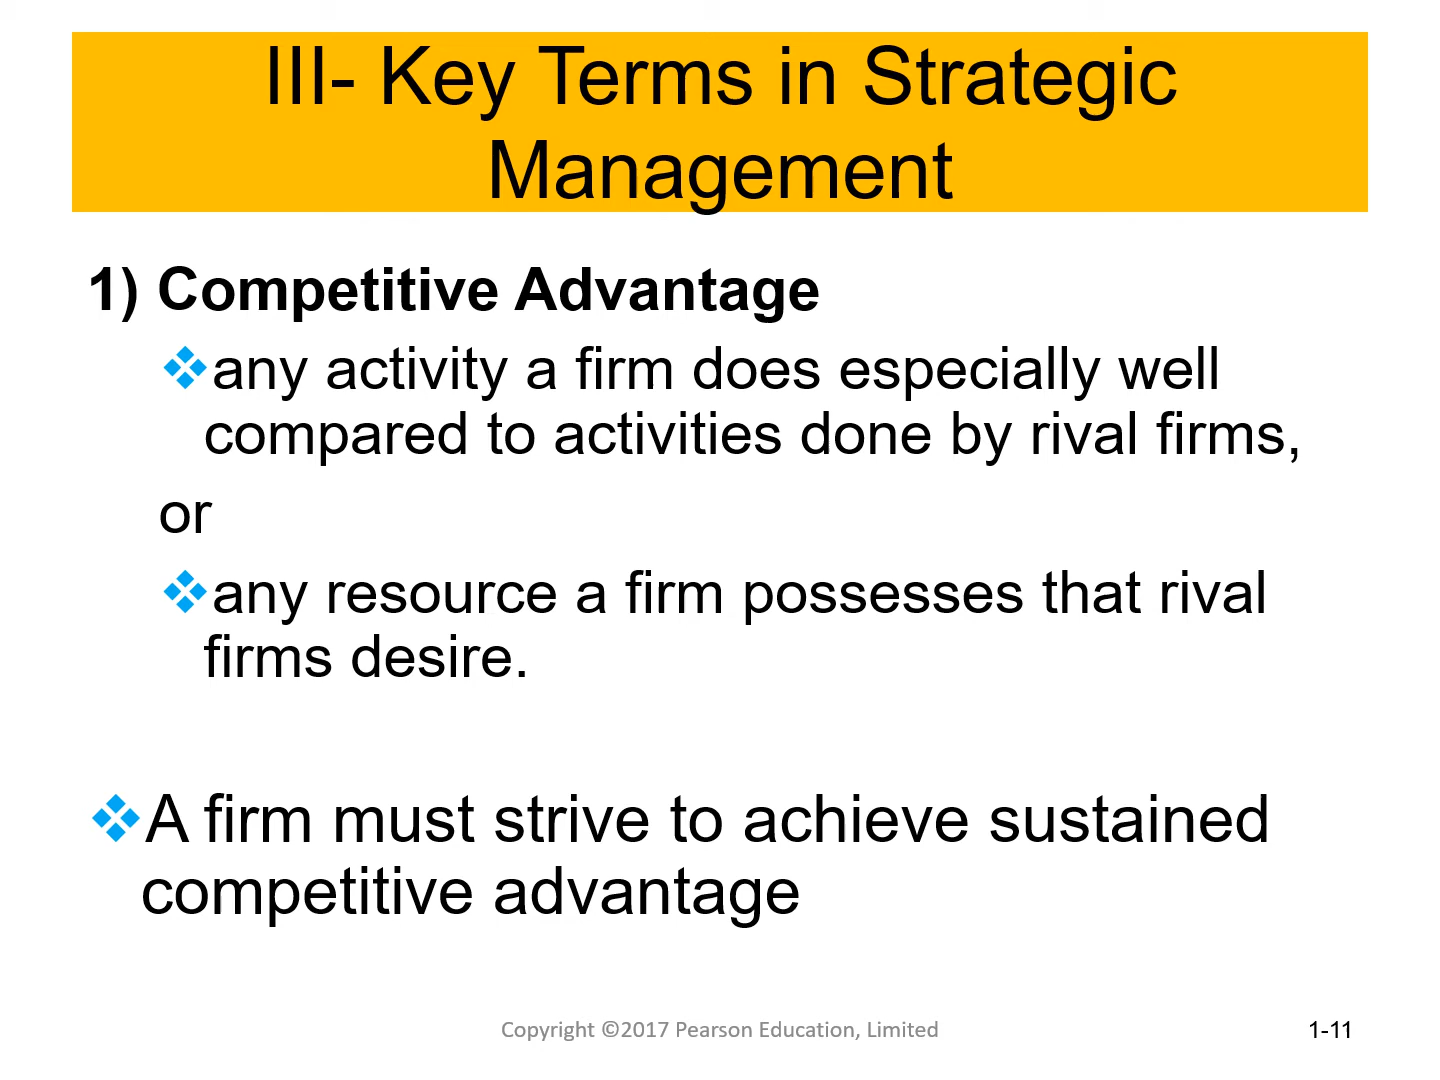 III- Key Terms in Strategic
Management
1) Competitive Advantage
❖any activity a firm does especially well
compared to activities done by rival firms,
or
❖any resource a firm possesses that rival
firms desire.
❖A firm must strive to achieve sustained
competitive advantage
Copyright ©2017 Pearson Education, Limited
1-11